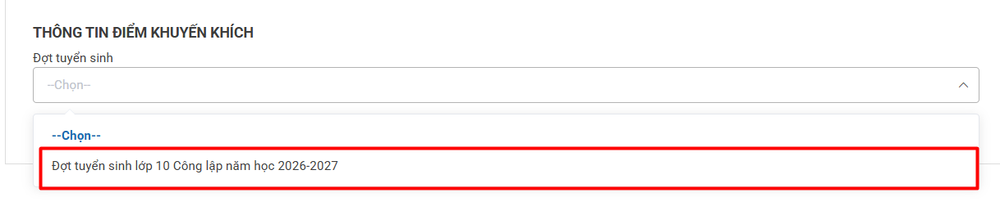 THÔNG TIN ĐIỂM KHUYẾN KHÍCH
Đợt tuyển sinh
--Chọn--
--Chọn--
Đợt tuyển sinh lớp 10 Công lập năm học 2026-2027